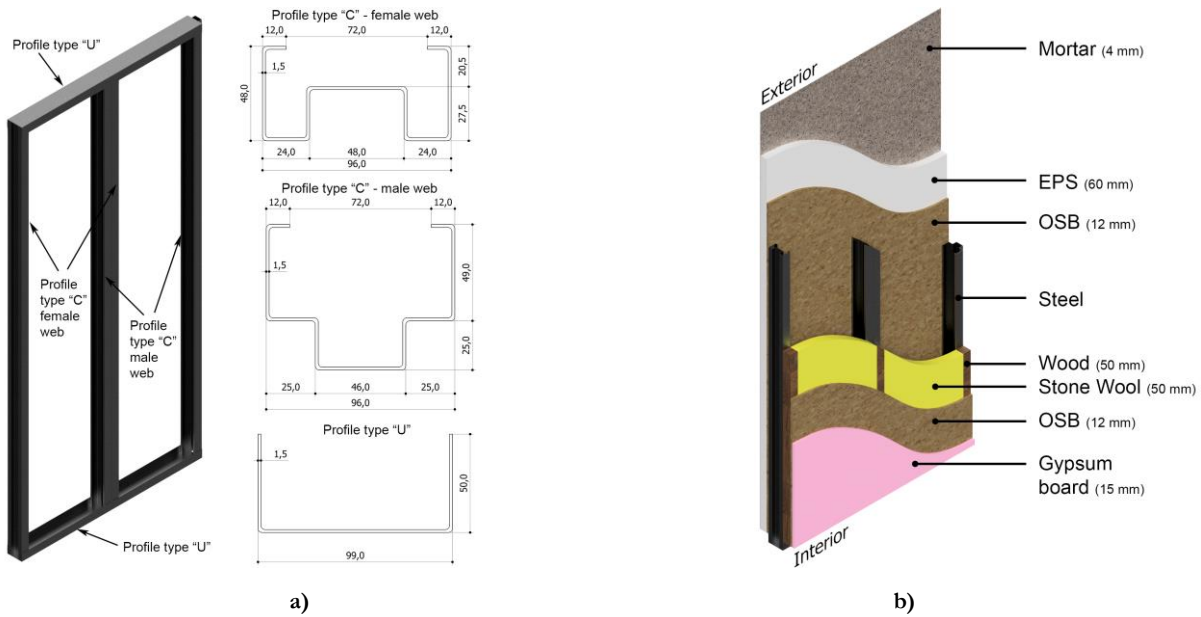 Profile type “U”
Profile
type “C”
female
web
Profile
type “C”
male
web
Profile type “U”
Profile type “C” - female web
12,0
72,0
12,0
1,5
48,0
20,5
27,5
24,0
48,0
24,0
96,0
Profile type “C” - male web
12,0
72,0
12,0
1,5
49,0
25,0
25,0
46,0
25,0
96,0
Profile type “U”
1,5
50,0
99,0
a)
Exterior
Mortar (4 mm)
EPS (60 mm)
OSB (12 mm)
Steel
Wood (50 mm)
Stone Wool (50 mm)
OSB (12 mm)
Gypsum
board (15 mm)
Interior
b)